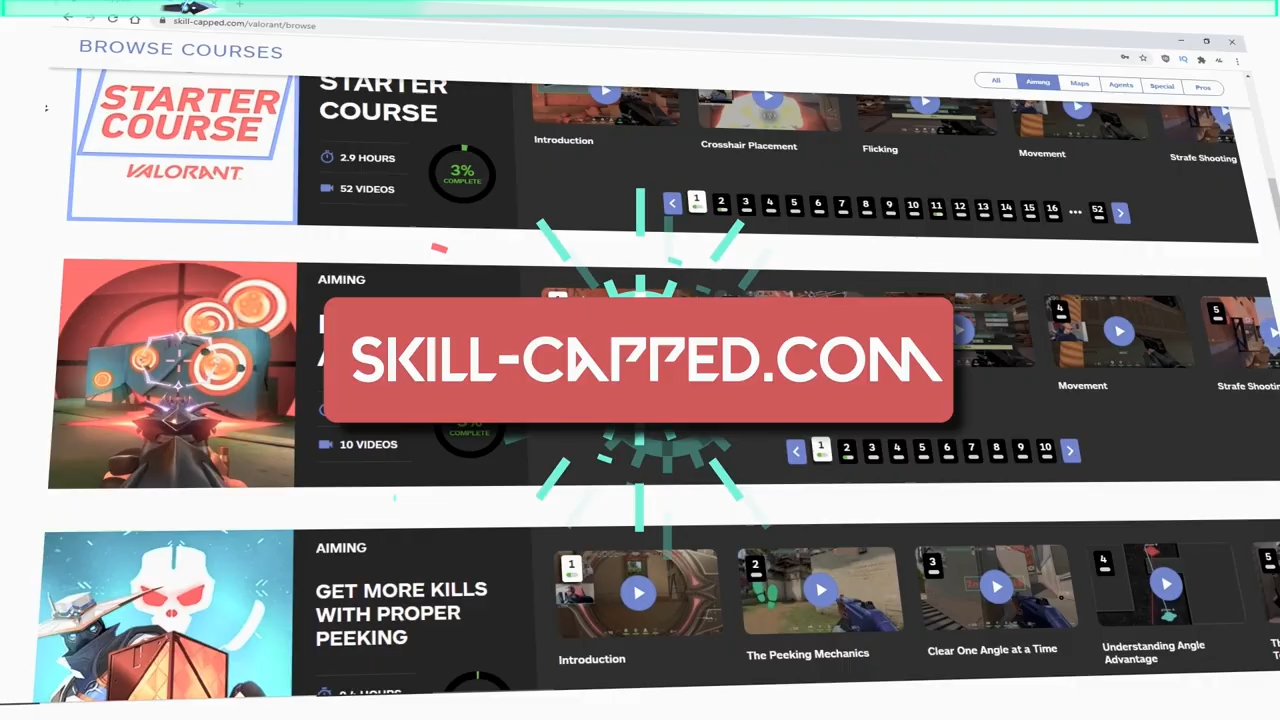 skill-capped.com/valorant/browse
BROWSE COURSES
All Aiming Maps Agents Special Pros
STARTER
COURSE
VALORANT
STARTER
COURSE
2.9 HOURS
52 VIDEOS
3%
COMPLETE
Introduction
Crosshair Placement
Flicking
Movement
Strafe Shooting
1 2 3 4 5 6 7 8 9 10 11 12 13 14 15 16 ••• 52
AIMING
SKILL-CAPPED.COM
10 VIDEOS
COMPLETE
4
5
Movement
Strafe Shootin
1 2 3 4 5 6 7 8 9 10
AIMING
GET MORE KILLS
WITH PROPER
PEEKING
1
2
3
4
5
Introduction
The Peeking Mechanics
Clear One Angle at a Time
Understanding Angle
Advantage